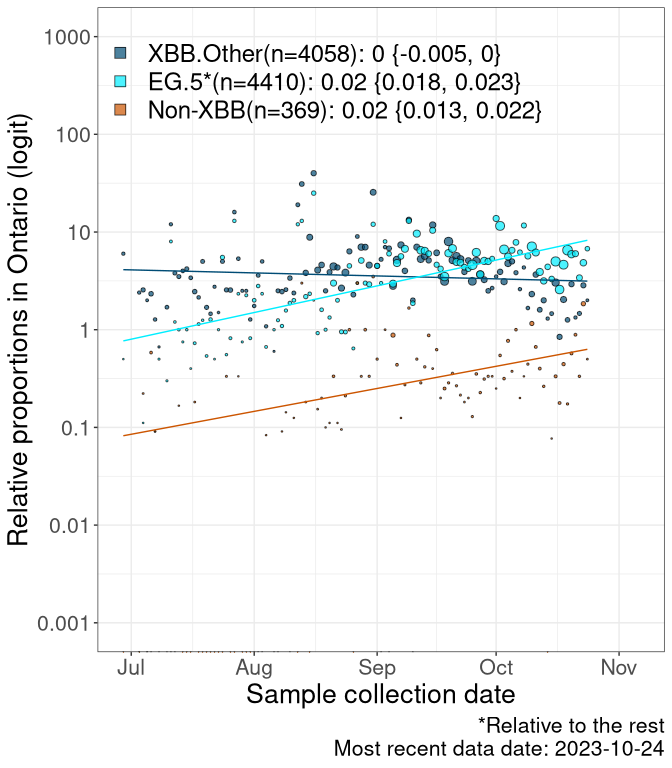 Relative proportions in Ontario (logit)
1000
100
10
1
0.1
0.01
0.001
XBB.Other(n=4058): 0 {-0.005, 0}
EG.5*(n=4410): 0.02 {0.018, 0.023}
Non-XBB(n=369): 0.02 {0.013, 0.022}
Jul Aug Sep Oct Nov
Sample collection date
*Relative to the rest
Most recent data date: 2023-10-24